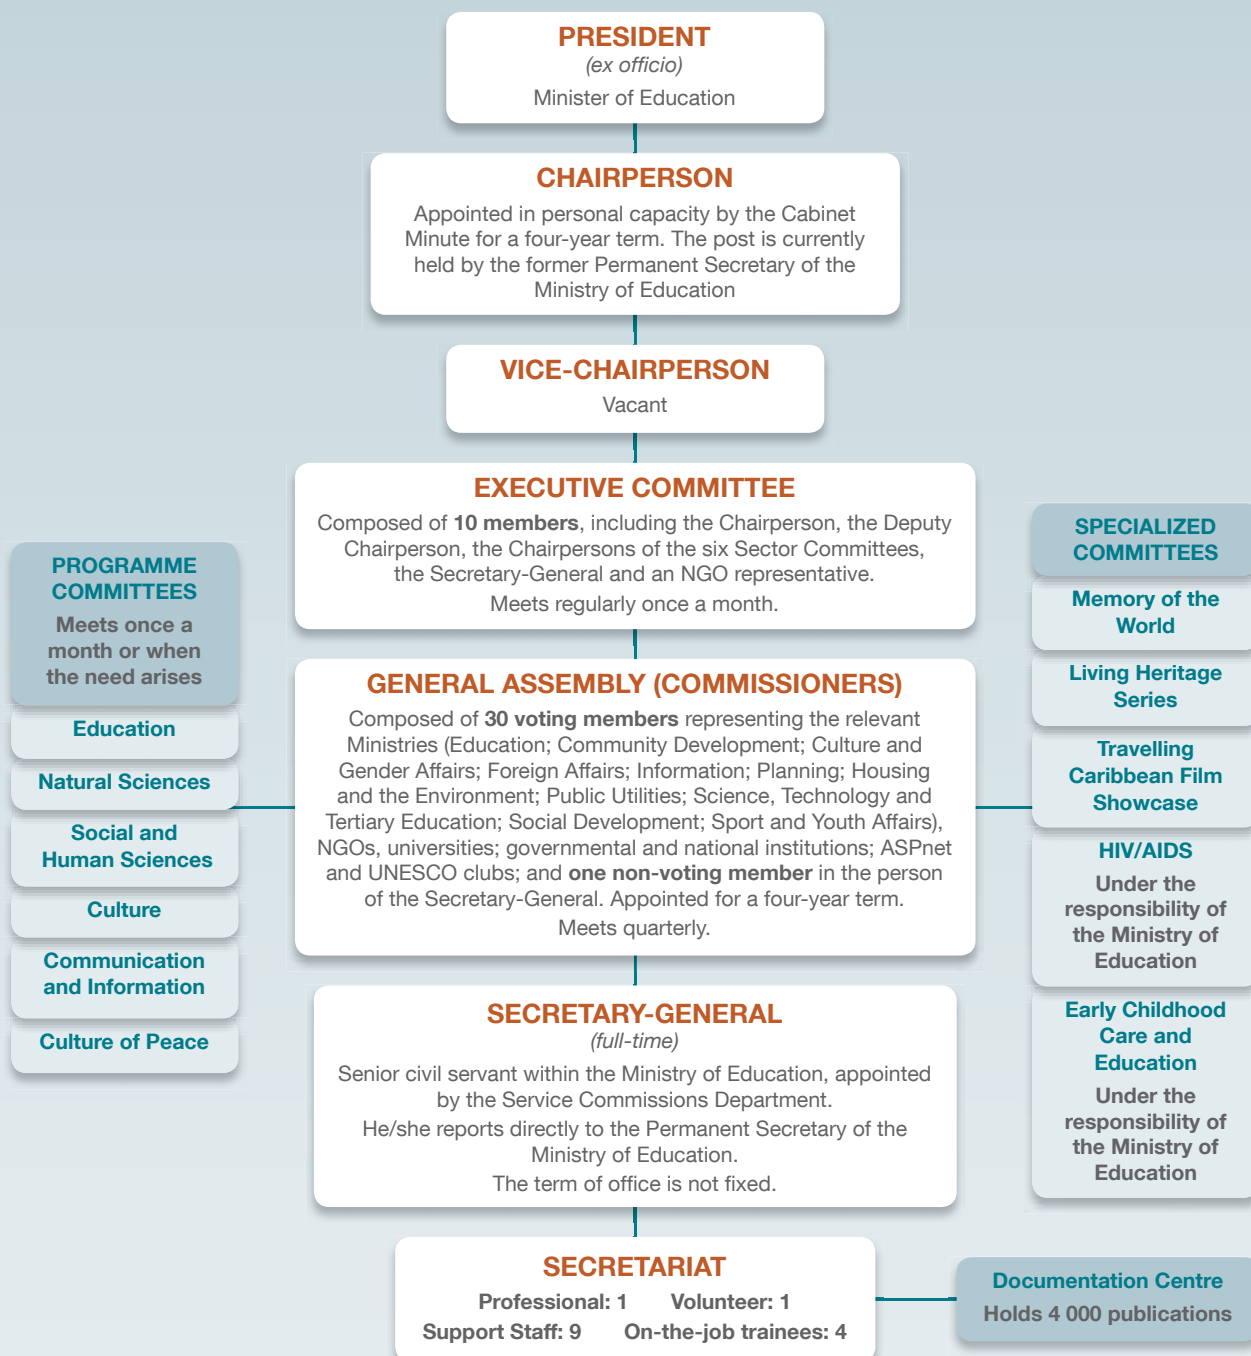 PRESIDENT
(ex officio)
Minister of Education
CHAIRPERSON
Appointed in personal capacity by the Cabinet
Minute for a four-year term. The post is currently
held by the former Permanent Secretary of the
Ministry of Education
VICE-CHAIRPERSON
Vacant
EXECUTIVE COMMITTEE
Composed of 10 members, including the Chairperson, the Deputy
Chairperson, the Chairpersons of the six Sector Committees,
the Secretary-General and an NGO representative.
Meets regularly once a month.
PROGRAMME
COMMITTEES
Meets once a
month or when
the need arises
Education
Natural Sciences
Social and
Human Sciences
Culture
Communication
and Information
Culture of Peace
GENERAL ASSEMBLY (COMMISSIONERS)
Composed of 30 voting members representing the relevant
Ministries (Education; Community Development; Culture and
Gender Affairs; Foreign Affairs; Information; Planning; Housing
and the Environment; Public Utilities; Science, Technology and
Tertiary Education; Social Development; Sport and Youth Affairs),
NGOs, universities; governmental and national institutions; ASPnet
and UNESCO clubs; and one non-voting member in the person
of the Secretary-General. Appointed for a four-year term.
Meets quarterly.
SPECIALIZED
COMMITTEES
Memory of the
World
Living Heritage
Series
Travelling
Caribbean Film
Showcase
HIV/AIDS
Under the
responsibility of
the Ministry of
Education
Early Childhood
Care and
Education
Under the
responsibility of
the Ministry of
Education
SECRETARY-GENERAL
(full-time)
Senior civil servant within the Ministry of Education, appointed
by the Service Commissions Department.
He/she reports directly to the Permanent Secretary of the
Ministry of Education.
The term of office is not fixed.
SECRETARIAT
Professional: 1 Volunteer: 1
Support Staff: 9 On-the-job trainees: 4
Documentation Centre
Holds 4 000 publications